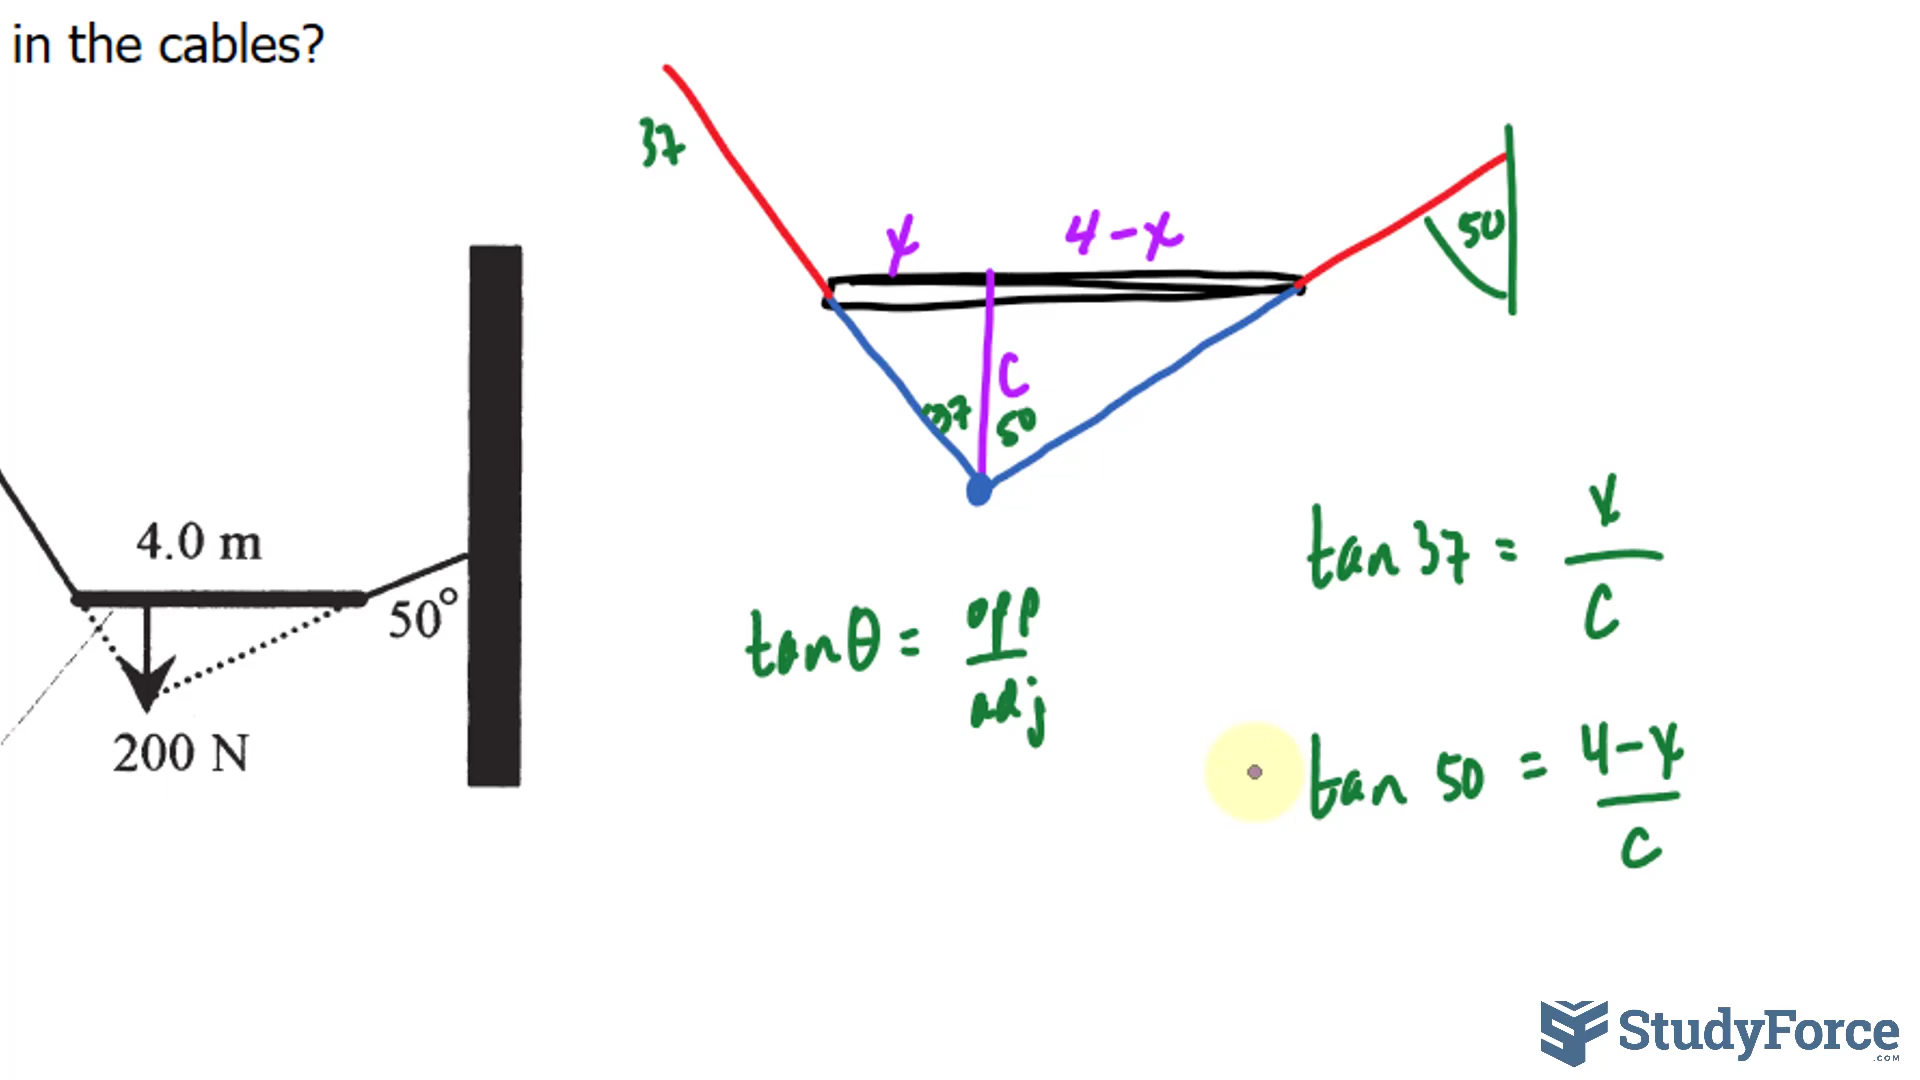 in the cables?
37
x
4-x
50
C
37
50
4.0 m
50°
200 N
tanθ = opp/adj
tan 37 = x/C
tan 50 = 4-x/C
StudyForce
.COM